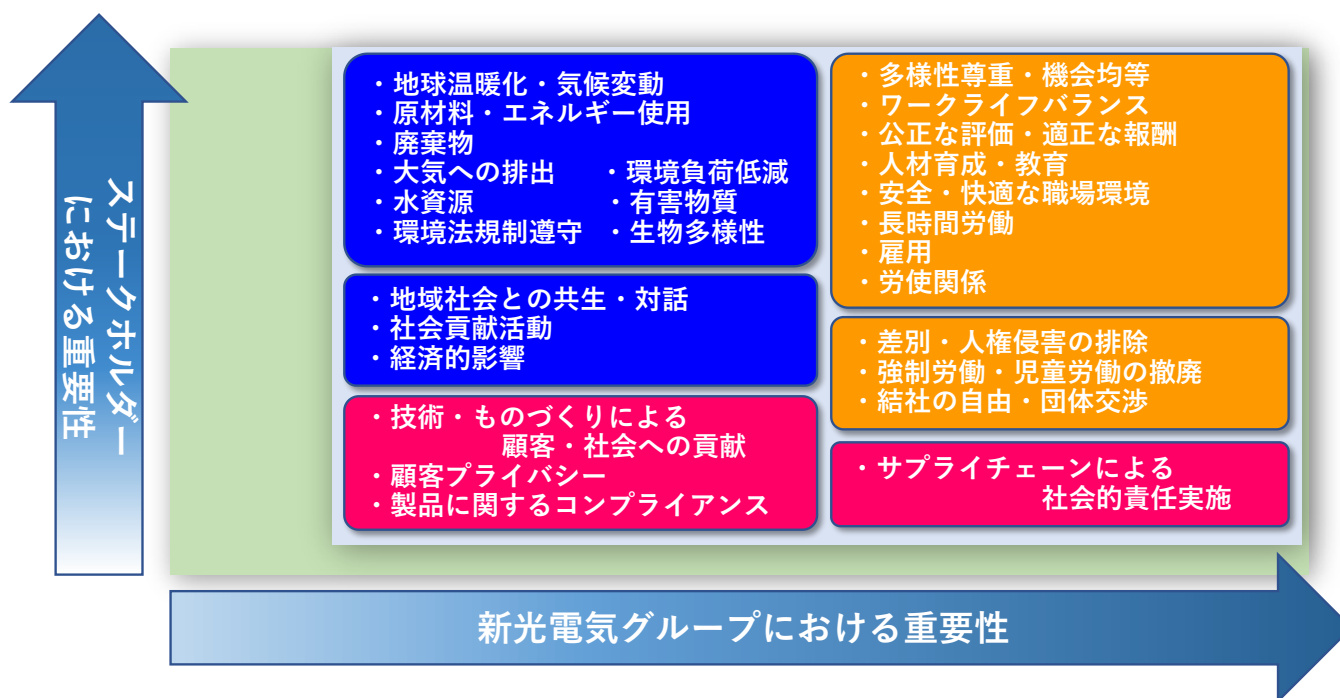 ステークホルダー
における重要性
・地球温暖化・気候変動
・原材料・エネルギー使用
・廃棄物
・大気への排出　・環境負荷低減
・水資源　・有害物質
・環境法規制遵守　・生物多様性
・地域社会との共生・対話
・社会貢献活動
・経済的影響
・技術・ものづくりによる
顧客・社会への貢献
・顧客プライバシー
・製品に関するコンプライアンス
・多様性尊重・機会均等
・ワークライフバランス
・公正な評価・適正な報酬
・人材育成・教育
・安全・快適な職場環境
・長時間労働
・雇用
・労使関係
・差別・人権侵害の排除
・強制労働・児童労働の撤廃
・結社の自由・団体交渉
・サプライチェーンによる
社会的責任実施
新光電気グループにおける重要性